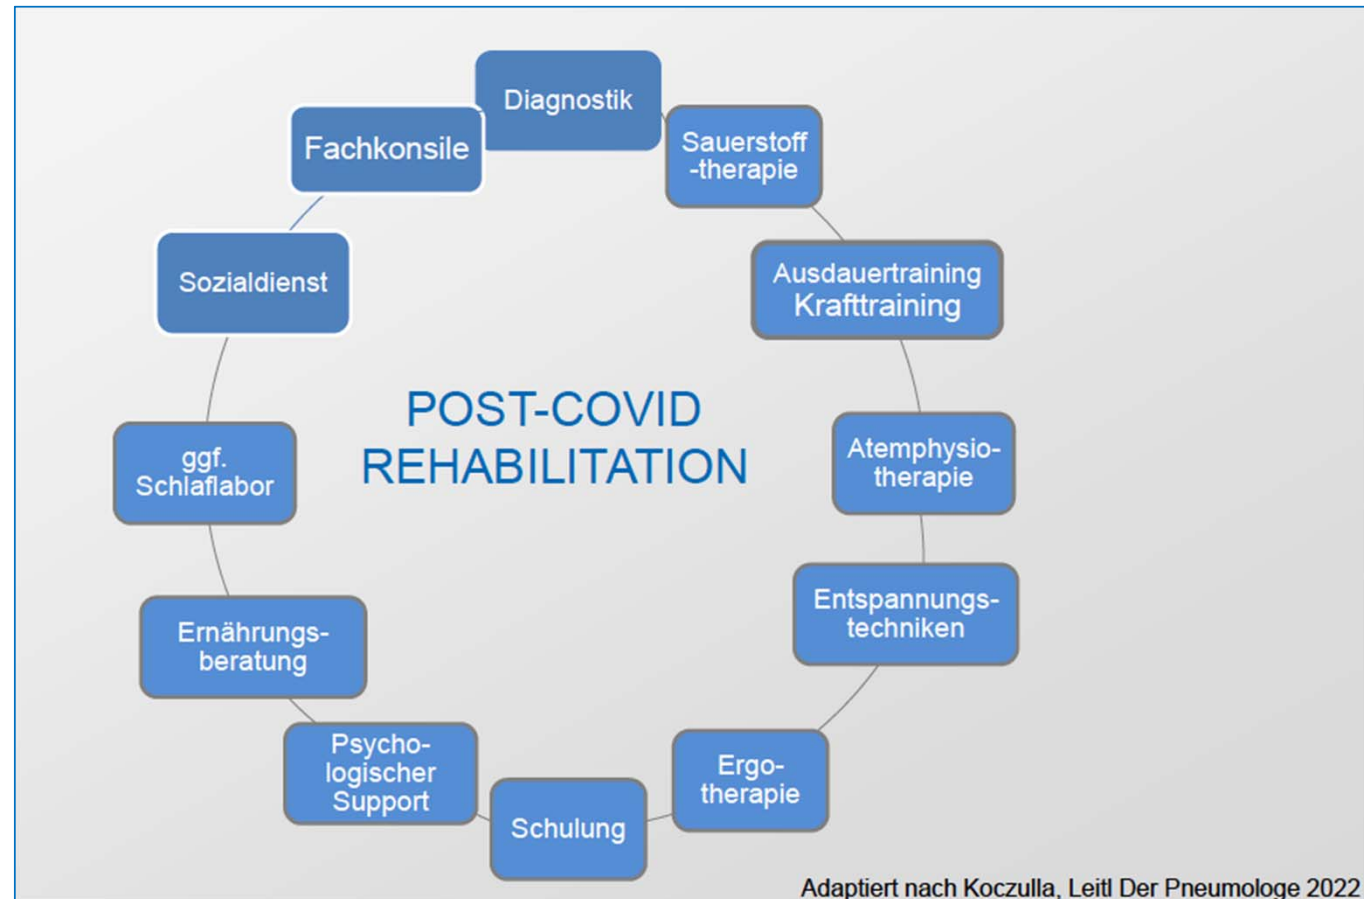 Diagnostik
Sauerstoff
-therapie
Ausdauertraining
Krafttraining
Atemphysio-
therapie
Entspannungs-
techniken
Ergo-
therapie
Schulung
Psycho-
logischer
Support
Ernährungs-
beratung
ggf.
Schlaflabor
Sozialdienst
Fachkonsile
POST-COVID
REHABILITATION
Adaptiert nach Koczulla, Leitl Der Pneumologe 2022